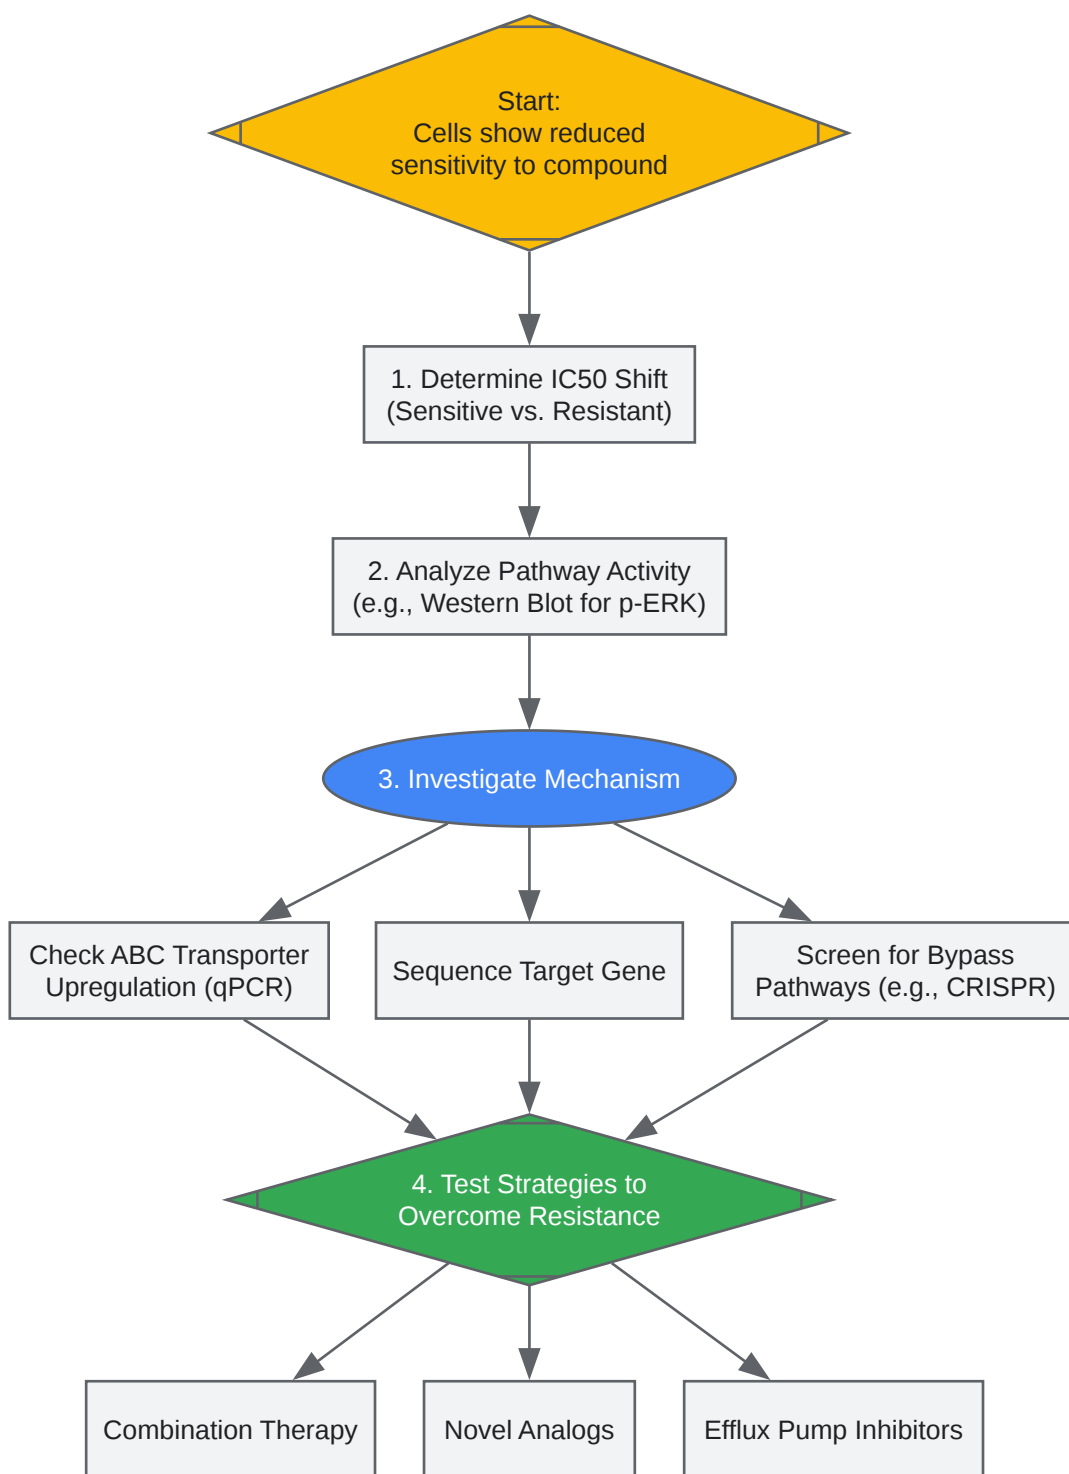 Start:
Cells show reduced
sensitivity to compound
1. Determine IC50 Shift
(Sensitive vs. Resistant)
2. Analyze Pathway Activity
(e.g., Western Blot for p-ERK)
3. Investigate Mechanism
Check ABC Transporter
Upregulation (qPCR)
Sequence Target Gene
Screen for Bypass
Pathways (e.g., CRISPR)
4. Test Strategies to
Overcome Resistance
Combination Therapy
Novel Analogs
Efflux Pump Inhibitors